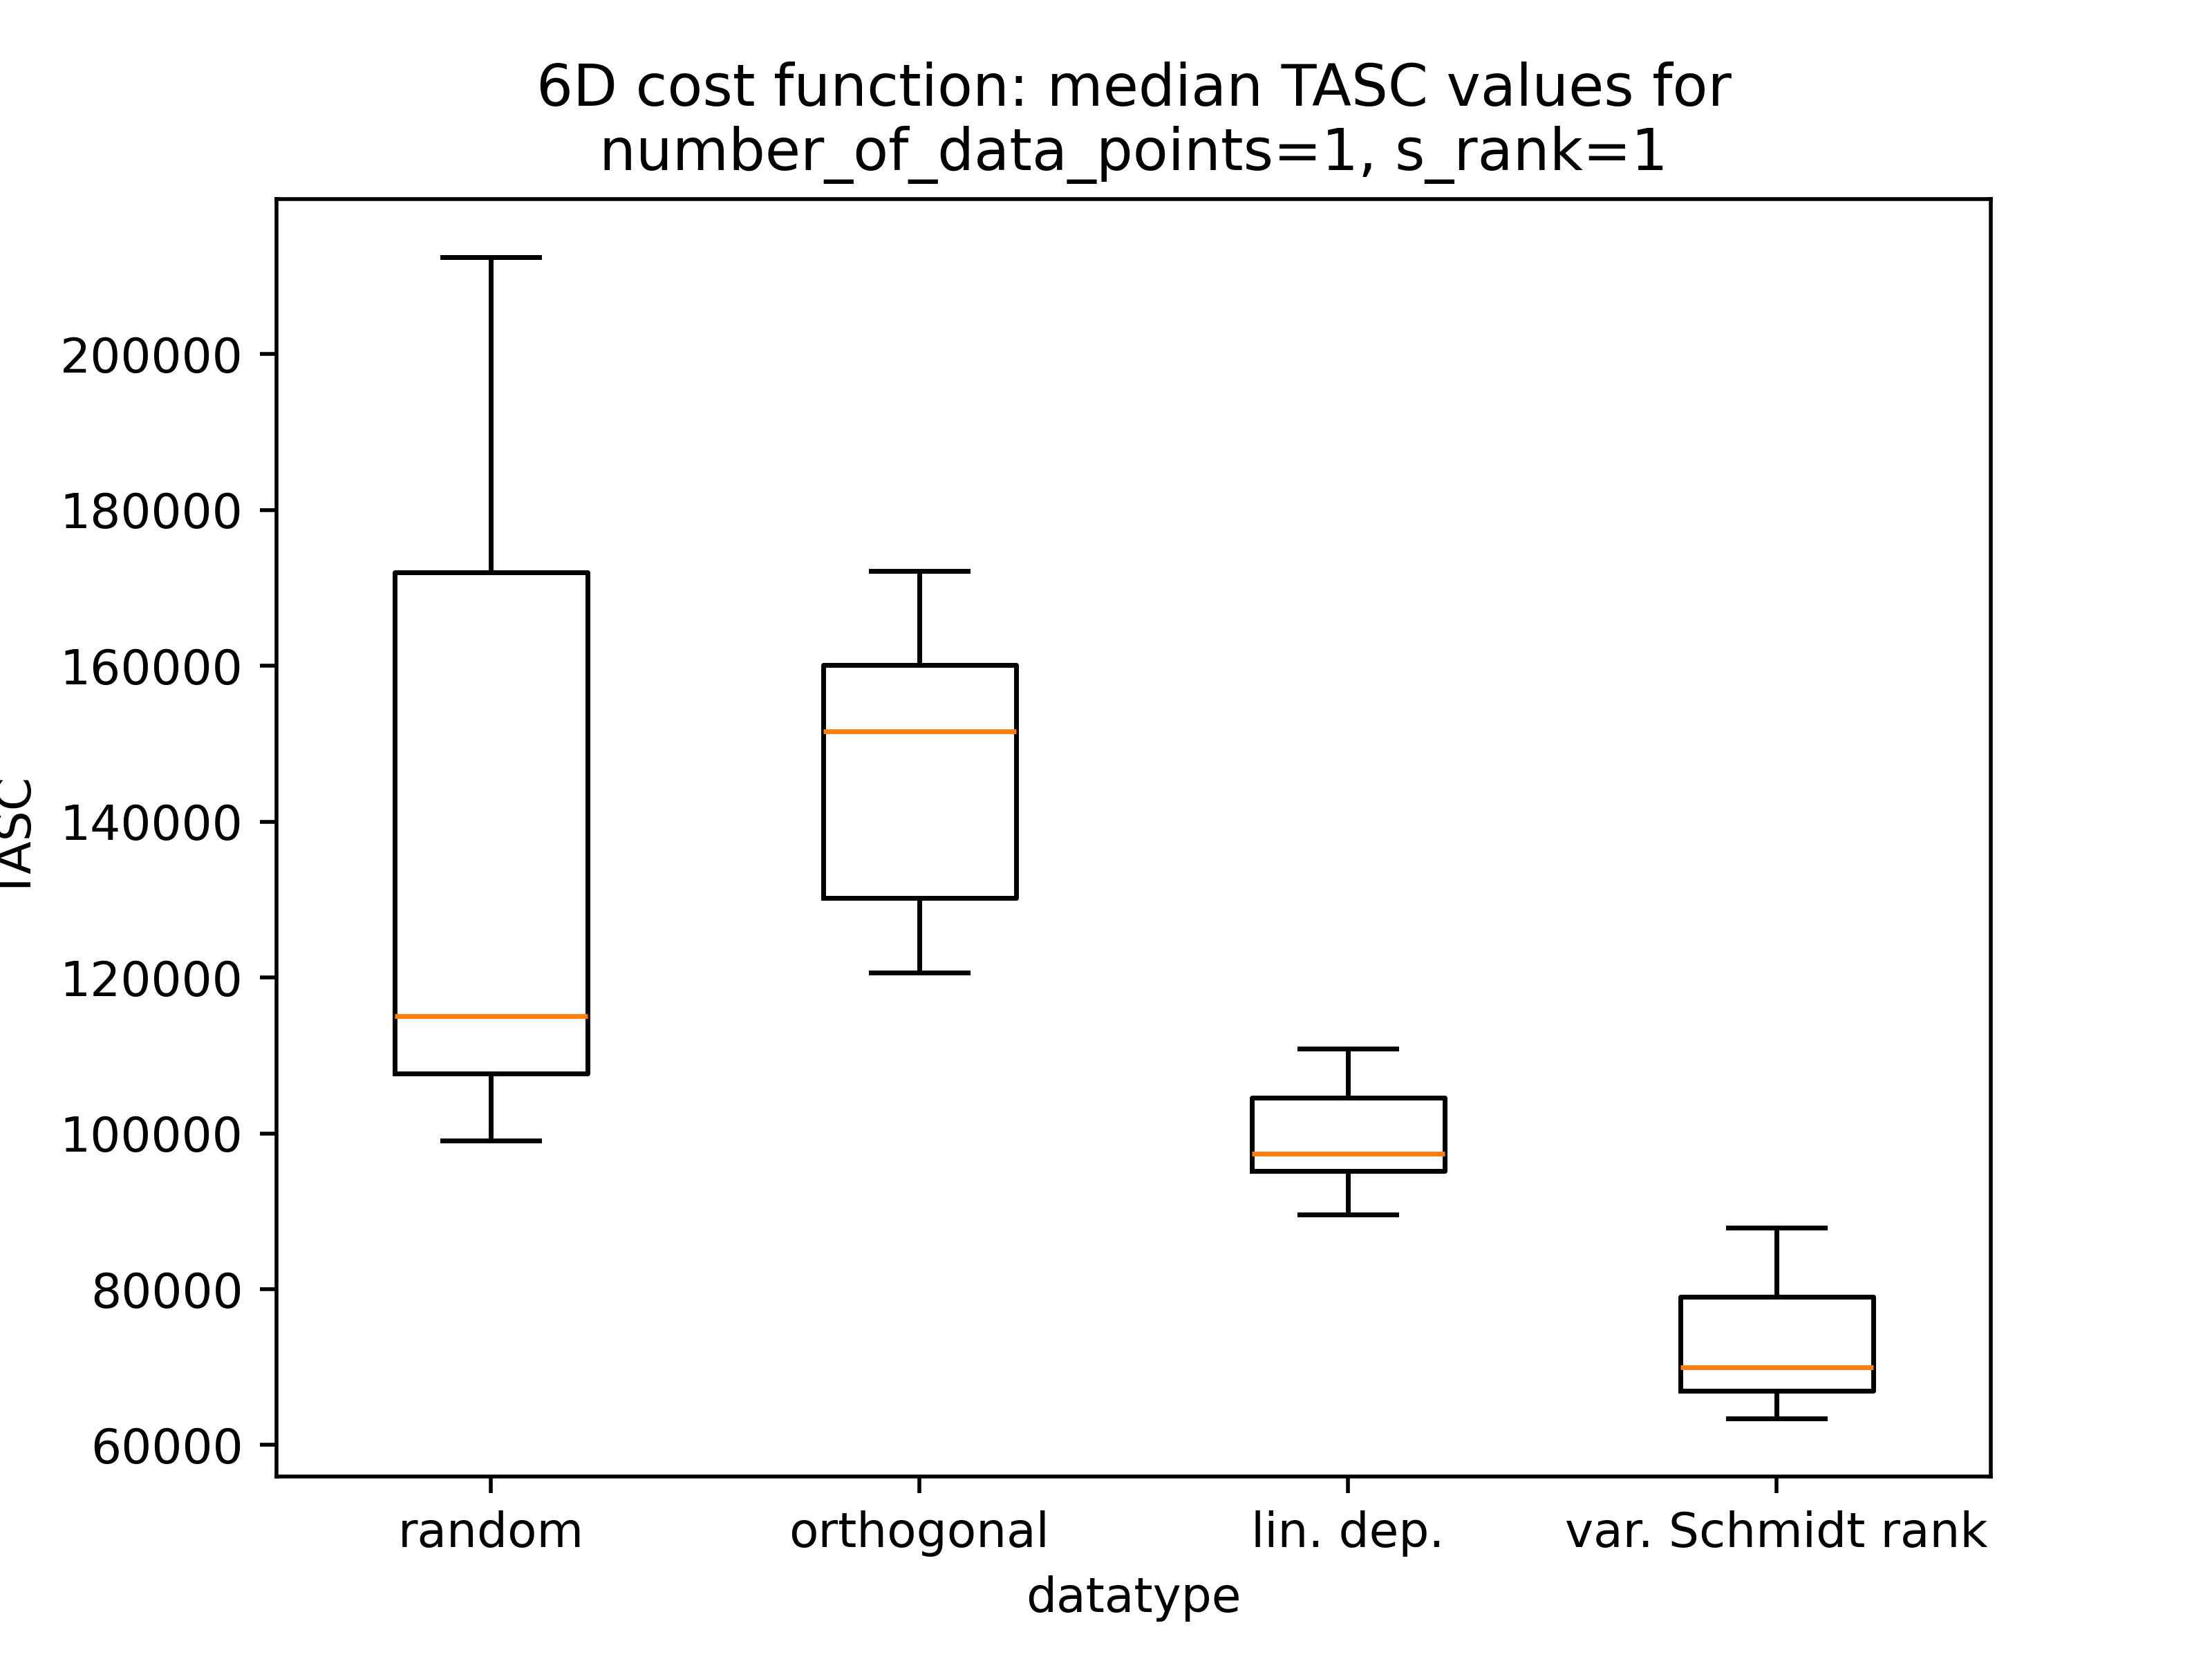 6D cost function: median TASC values for
number_of_data_points=1, s_rank=1
200000
180000
160000
140000
120000
100000
80000
60000
TASC
random
orthogonal
lin. dep.
var. Schmidt rank
datatype